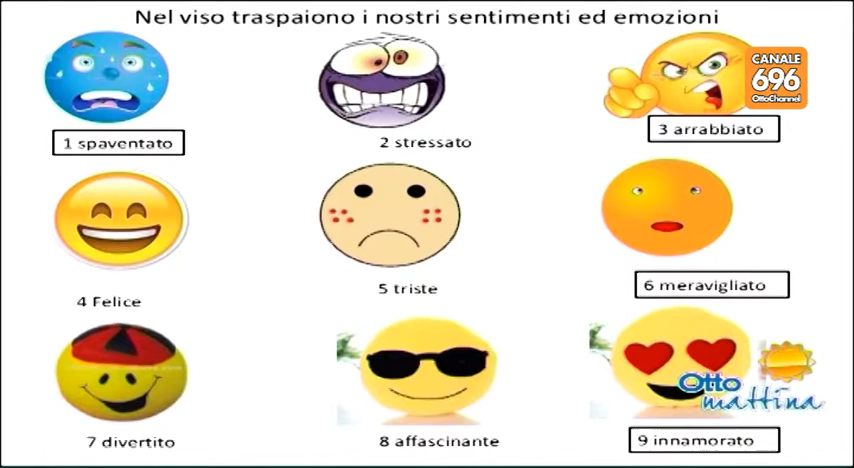 Nel viso traspaiono i nostri sentimenti ed emozioni
CANALE
696
OttoChannel
1 spaventato
2 stressato
3 arrabbiato
4 Felice
5 triste
6 meravigliato
7 divertito
8 affascinante
9 innamorato
Otto
mattina